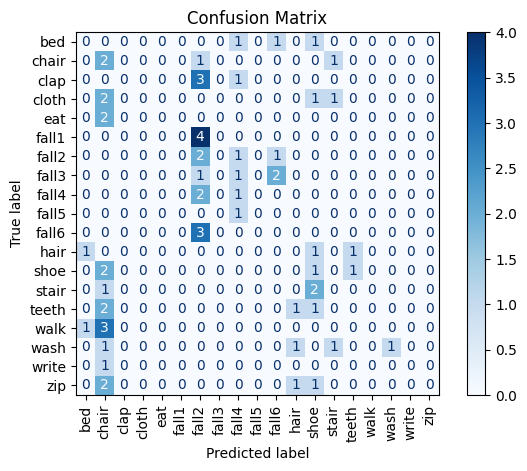 Confusion Matrix
bed 0 0 0 0 0 0 0 0 1 0 1 0 1 0 0 0 0 0 0
chair 0 2 0 0 0 0 1 0 0 0 0 0 0 1 0 0 0 0 0
clap 0 0 0 0 0 0 3 0 1 0 0 0 0 0 0 0 0 0 0
cloth 0 2 0 0 0 0 0 0 0 0 0 0 1 1 0 0 0 0 0
eat 0 2 0 0 0 0 0 0 0 0 0 0 0 0 0 0 0 0 0
fall1 0 0 0 0 0 0 4 0 0 0 0 0 0 0 0 0 0 0 0
fall2 0 0 0 0 0 0 2 0 1 0 1 0 0 0 0 0 0 0 0
fall3 0 0 0 0 0 0 1 0 1 0 2 0 0 0 0 0 0 0 0
fall4 0 0 0 0 0 0 2 0 1 0 0 0 0 0 0 0 0 0 0
fall5 0 0 0 0 0 0 0 0 1 0 0 0 0 0 0 0 0 0 0
fall6 0 0 0 0 0 0 3 0 0 0 0 0 0 0 0 0 0 0 0
hair 1 0 0 0 0 0 0 0 0 0 0 0 1 0 1 0 0 0 0
shoe 0 2 0 0 0 0 0 0 0 0 0 0 1 0 1 0 0 0 0
stair 0 1 0 0 0 0 0 0 0 0 0 0 2 0 0 0 0 0 0
teeth 0 2 0 0 0 0 0 0 0 0 0 1 1 0 0 0 0 0 0
walk 1 3 0 0 0 0 0 0 0 0 0 0 0 0 0 0 0 0 0
wash 0 1 0 0 0 0 0 0 0 0 0 1 0 1 0 0 1 0 0
write 0 1 0 0 0 0 0 0 0 0 0 0 0 0 0 0 0 0 0
zip 0 2 0 0 0 0 0 0 0 0 0 1 1 0 0 0 0 0 0
bed chair clap cloth eat fall1 fall2 fall3 fall4 fall5 fall6 hair shoe stair teeth walk wash write zip
Predicted label
True label
4.0
3.5
3.0
2.5
2.0
1.5
1.0
0.5
0.0